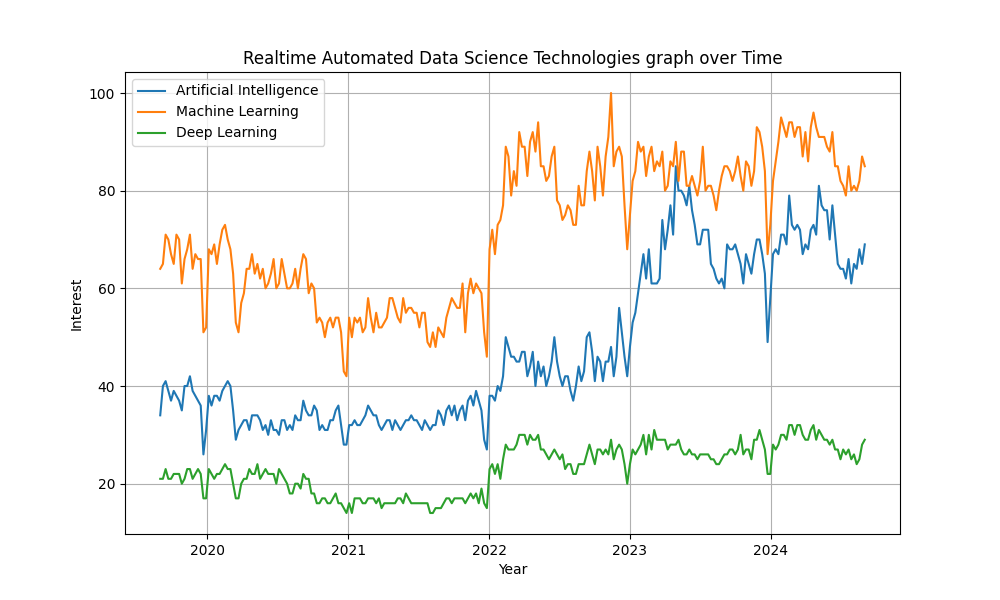 Realtime Automated Data Science Technologies graph over Time
Artificial Intelligence
Machine Learning
Deep Learning
100
80
60
40
20
Interest
2020 2021 2022 2023 2024
Year